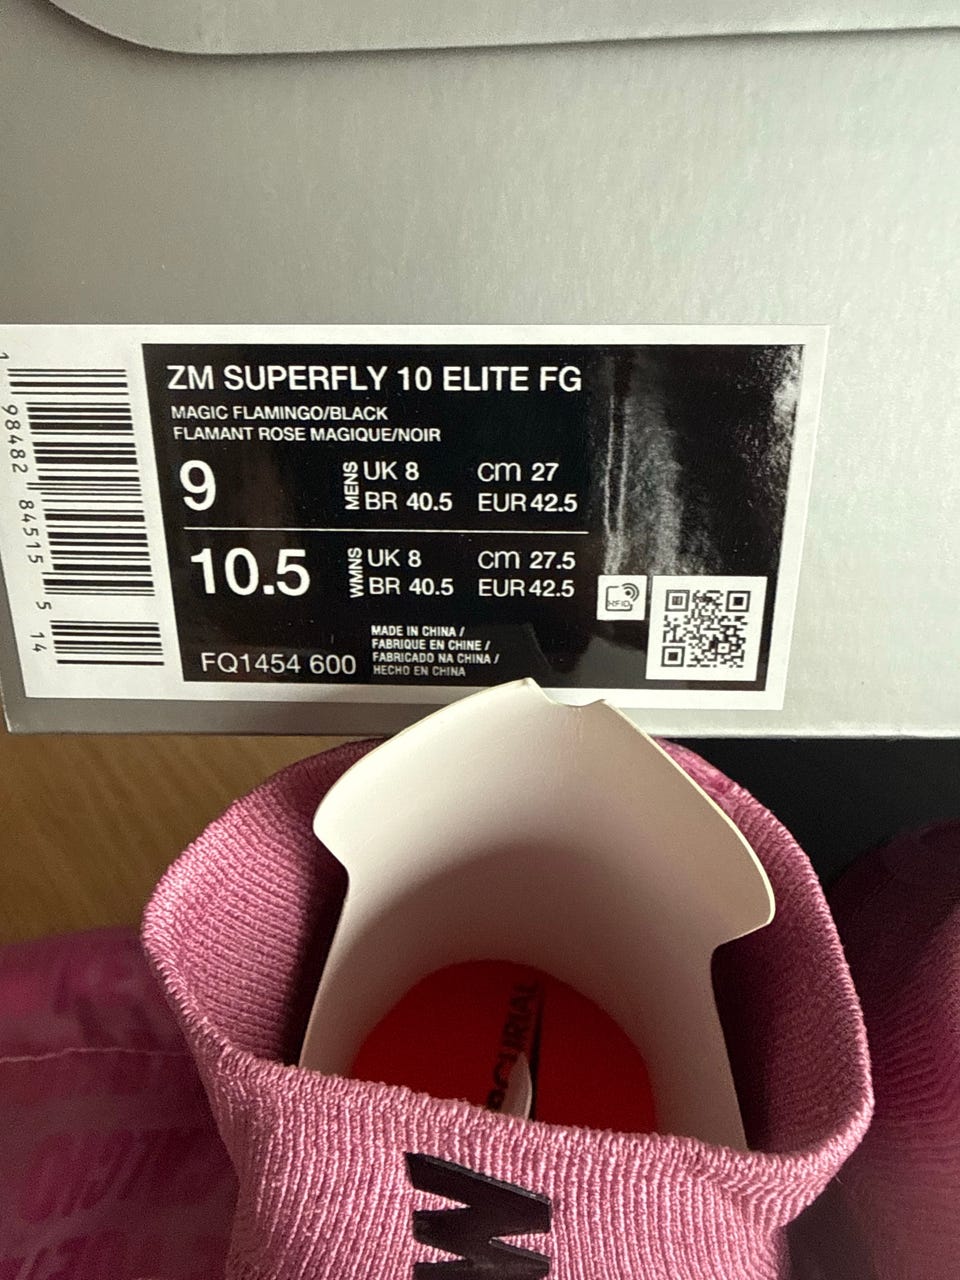 ZM SUPERFLY 10 ELITE FG
MAGIC FLAMINGO/BLACK
FLAMANT ROSE MAGIQUE/NOIR
9 MENS UK 8 cm 27
BR 40.5 EUR 42.5
10.5 WMNS UK 8 cm 27.5
BR 40.5 EUR 42.5
RFID
MADE IN CHINA /
FABRIQUE EN CHINE /
FABRICADO NA CHINA /
HECHO EN CHINA
FQ1454 600
1 98482 84515 5 14